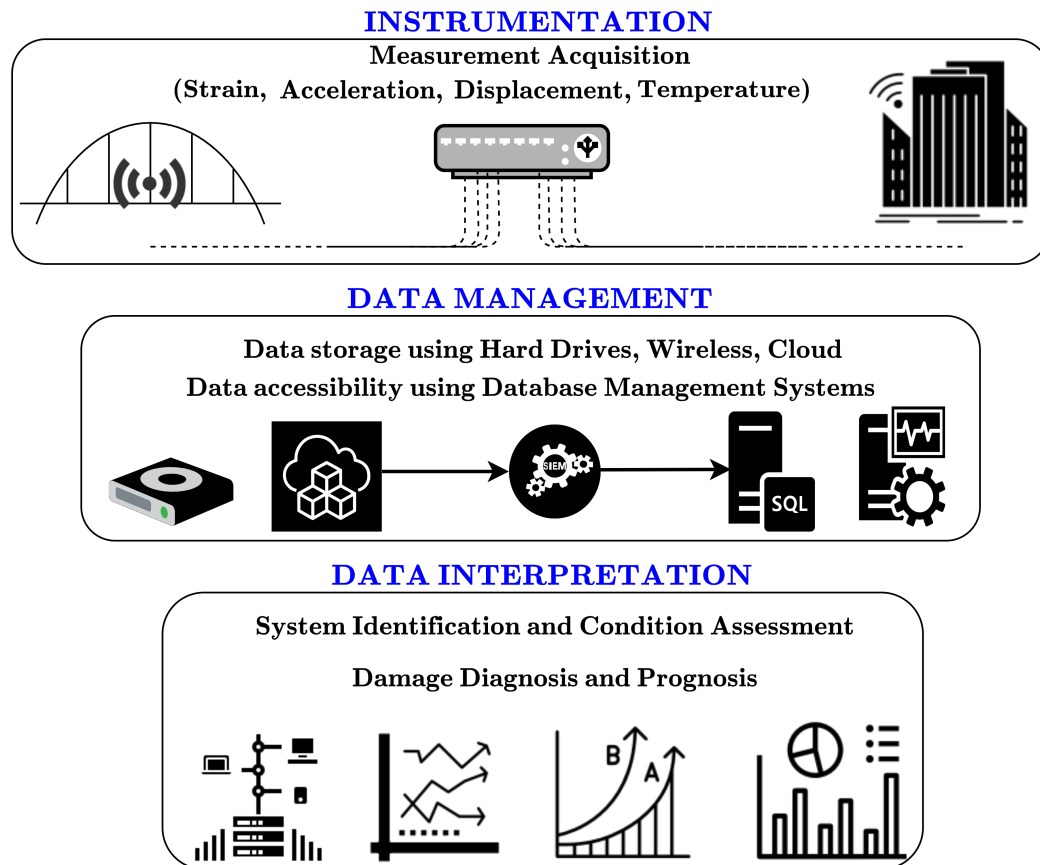 INSTRUMENTATION
Measurement Acquisition
(Strain, Acceleration, Displacement, Temperature)
DATA MANAGEMENT
Data storage using Hard Drives, Wireless, Cloud
Data accessibility using Database Management Systems
SIEM
SQL
DATA INTERPRETATION
System Identification and Condition Assessment
Damage Diagnosis and Prognosis
B
A